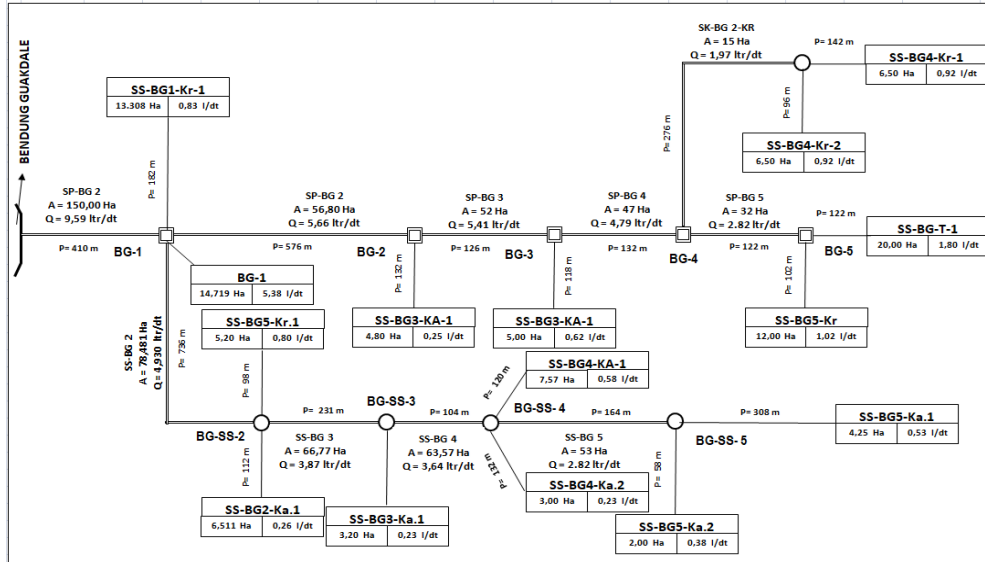 SK-BG 2-KR
A = 15 Ha
Q = 1,97 ltr/dt
P= 142 m
SS-BG4-Kr-1
6,50 Ha 0,92 l/dt
SS-BG1-Kr-1
13.308 Ha 0,83 l/dt
P= 96 m
SS-BG4-Kr-2
6,50 Ha 0,92 l/dt
BENDUNG GUAKDALE
P= 182 m
P= 276 m
SP-BG 2
A = 150,00 Ha
Q = 9,59 ltr/dt
SP-BG 2
A = 56,80 Ha
Q = 5,66 ltr/dt
SP-BG 3
A = 52 Ha
Q = 5,41 ltr/dt
SP-BG 4
A = 47 Ha
Q = 4,79 ltr/dt
SP-BG 5
A = 32 Ha
Q = 2.82 ltr/dt
P= 122 m
SS-BG-T-1
20,00 Ha 1,80 l/dt
P= 410 m
BG-1
P= 576 m
BG-2
P= 126 m
BG-3
P= 132 m
BG-4
P= 122 m
BG-5
BG-1
14,719 Ha 5,38 l/dt
P= 132 m
P= 118 m
P= 102 m
SS-BG 2
A = 78,481 Ha
Q = 4,930 ltr/dt
P= 736 m
SS-BG5-Kr.1
5,20 Ha 0,80 l/dt
SS-BG3-KA-1
4,80 Ha 0,25 l/dt
SS-BG3-KA-1
5,00 Ha 0,62 l/dt
SS-BG5-Kr
12,00 Ha 1,02 l/dt
SS-BG4-KA-1
7,57 Ha 0,58 l/dt
P= 98 m
P= 120 m
BG-SS-2
P= 231 m
BG-SS-3
P= 104 m
BG-SS- 4
P= 164 m
BG-SS- 5
P= 308 m
SS-BG5-Ka.1
4,25 Ha 0,53 l/dt
P= 112 m
SS-BG 3
A = 66,77 Ha
Q = 3,87 ltr/dt
SS-BG 4
A = 63,57 Ha
Q = 3,64 ltr/dt
P= 132 m
SS-BG 5
A = 53 Ha
Q = 2.82 ltr/dt
P= 58 m
SS-BG4-Ka.2
3,00 Ha 0,23 l/dt
SS-BG2-Ka.1
6,511 Ha 0,26 l/dt
SS-BG3-Ka.1
3,20 Ha 0,23 l/dt
SS-BG5-Ka.2
2,00 Ha 0,38 l/dt